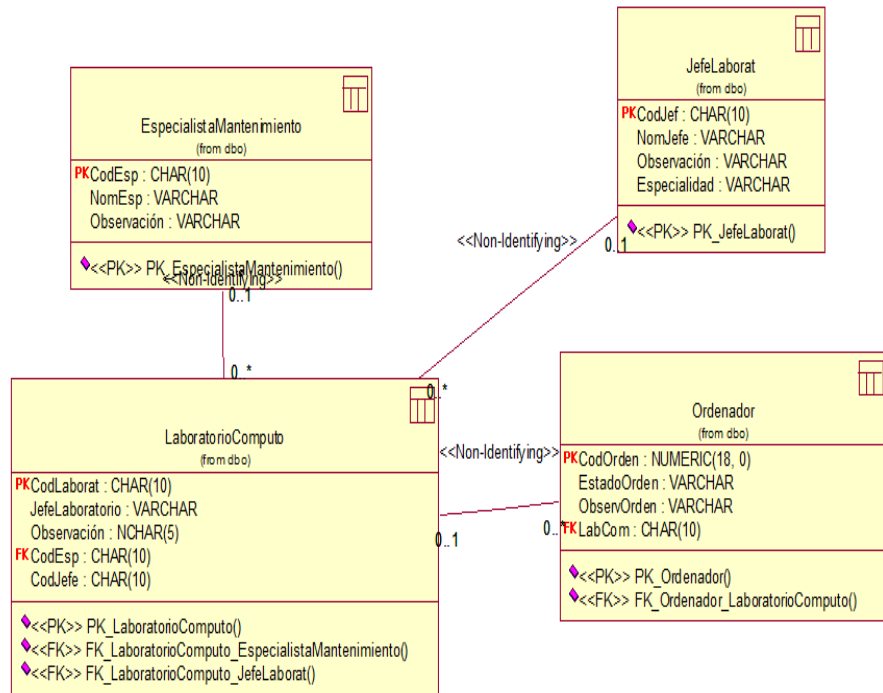 JefeLaborat
(from dbo)
PK CodJef : CHAR(10)
NomJefe : VARCHAR
Observación : VARCHAR
Especialidad : VARCHAR
<<PK>> PK_JefeLaborat()
EspecialistaMantenimiento
(from dbo)
PK CodEsp : CHAR(10)
NomEsp : VARCHAR
Observación : VARCHAR
<<PK>> PK_EspecialistaMantenimiento()
<<Non-Identifying>>
0..1
0..*
<<Non-Identifying>>
0..1
0..*
LaboratorioComputo
(from dbo)
PK CodLaborat : CHAR(10)
JefeLaboratorio : VARCHAR
Observación : NCHAR(5)
FK CodEsp : CHAR(10)
CodJefe : CHAR(10)
<<PK>> PK_LaboratorioComputo()
<<FK>> FK_LaboratorioComputo_EspecialistaMantenimiento()
<<FK>> FK_LaboratorioComputo_JefeLaborat()
<<Non-Identifying>>
0..1
0..*
Ordenador
(from dbo)
PK CodOrden : NUMERIC(18, 0)
EstadoOrden : VARCHAR
ObservOrden : VARCHAR
FK LabCom : CHAR(10)
<<PK>> PK_Ordenador()
<<FK>> FK_Ordenador_LaboratorioComputo()